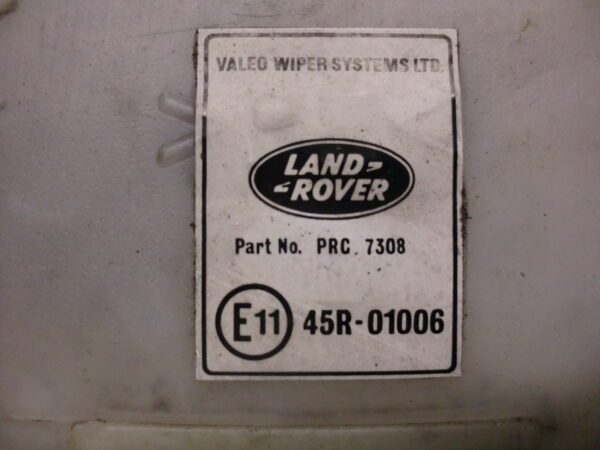 VALEO WIPER SYSTEMS LTD.
LAND
ROVER
Part No. PRC. 7308
E11 45R-01006